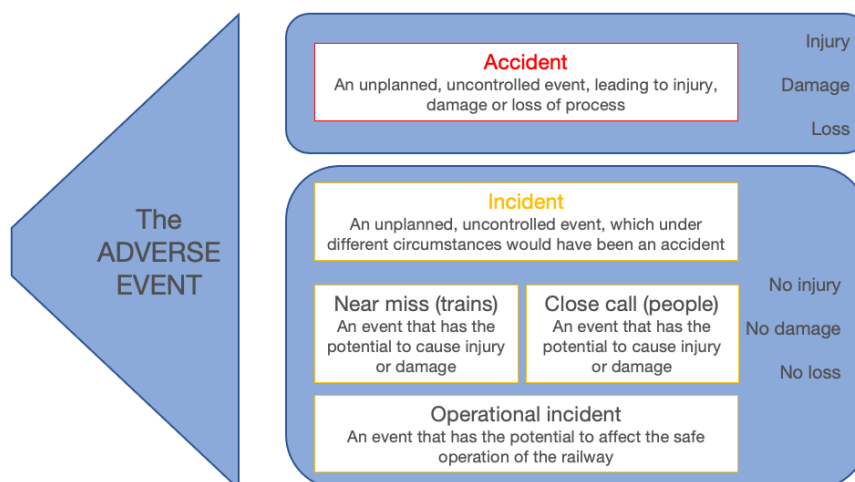 The
ADVERSE
EVENT
Accident
An unplanned, uncontrolled event, leading to injury,
damage or loss of process
Injury
Damage
Loss
Incident
An unplanned, uncontrolled event, which under
different circumstances would have been an accident
Near miss (trains)
An event that has the
potential to cause injury
or damage
Close call (people)
An event that has the
potential to cause injury
or damage
No injury
No damage
No loss
Operational incident
An event that has the potential to affect the safe
operation of the railway